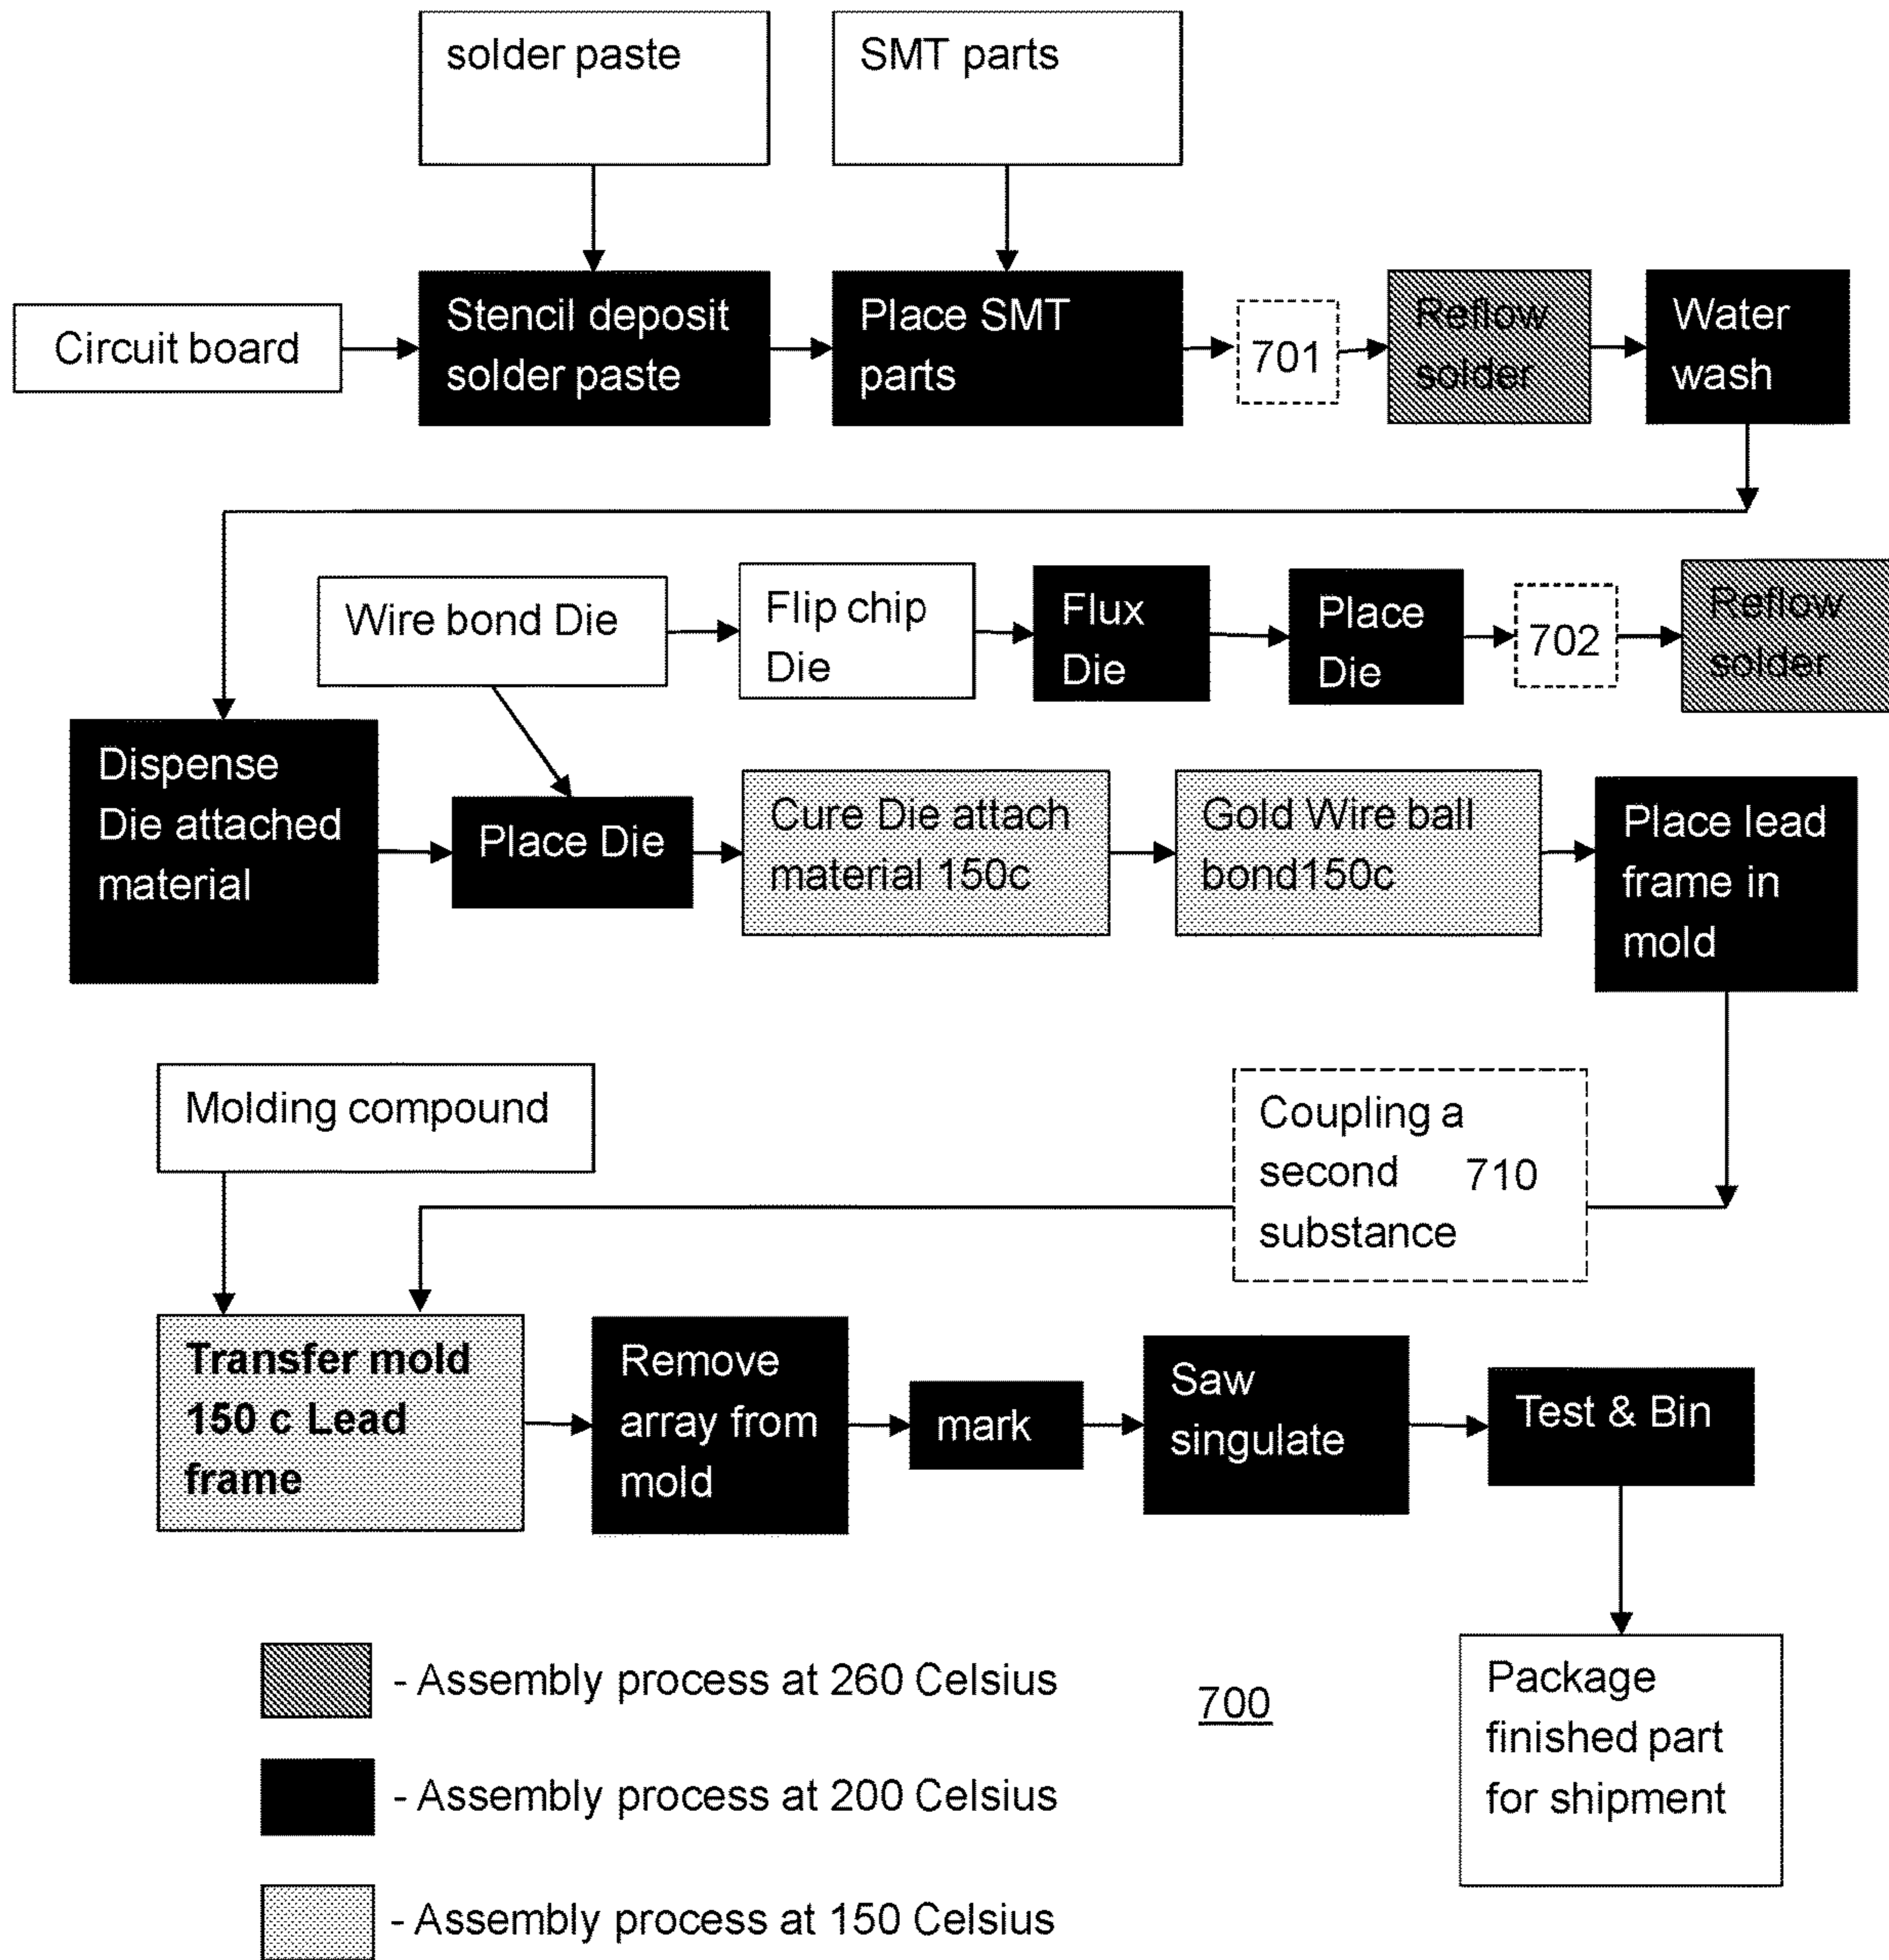 solder paste
SMT parts
Circuit board
Stencil deposit
solder paste
Place SMT
parts
701
Reflow
solder
Water
wash
Wire bond Die
Flip chip
Die
Flux
Die
Place
Die
702
Reflow
solder
Dispense
Die attached
material
Place Die
Cure Die attach
material 150c
Gold Wire ball
bond150c
Place lead
frame in
mold
Molding compound
Coupling a
second 710
substance
Transfer mold
150 c Lead
frame
Remove
array from
mold
mark
Saw
singulate
Test & Bin
Package
finished part
for shipment
- Assembly process at 260 Celsius
700
- Assembly process at 200 Celsius
- Assembly process at 150 Celsius